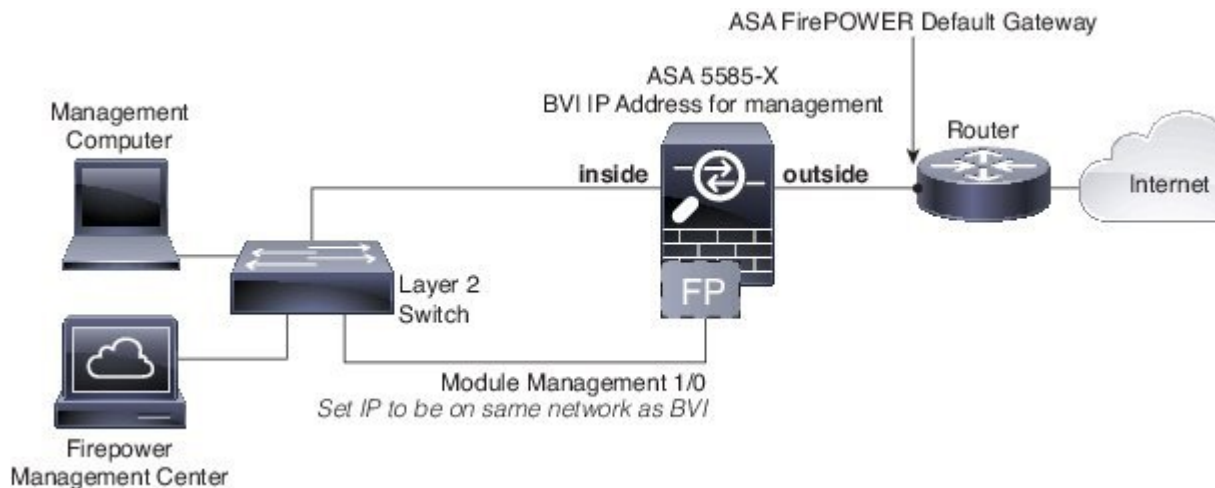 ASA FirePOWER Default Gateway
ASA 5585-X
BVI IP Address for management
Management
Computer
Router
inside
outside
Internet
Layer 2
Switch
FP
Module Management 1/0
Set IP to be on same network as BVI
Firepower
Management Center